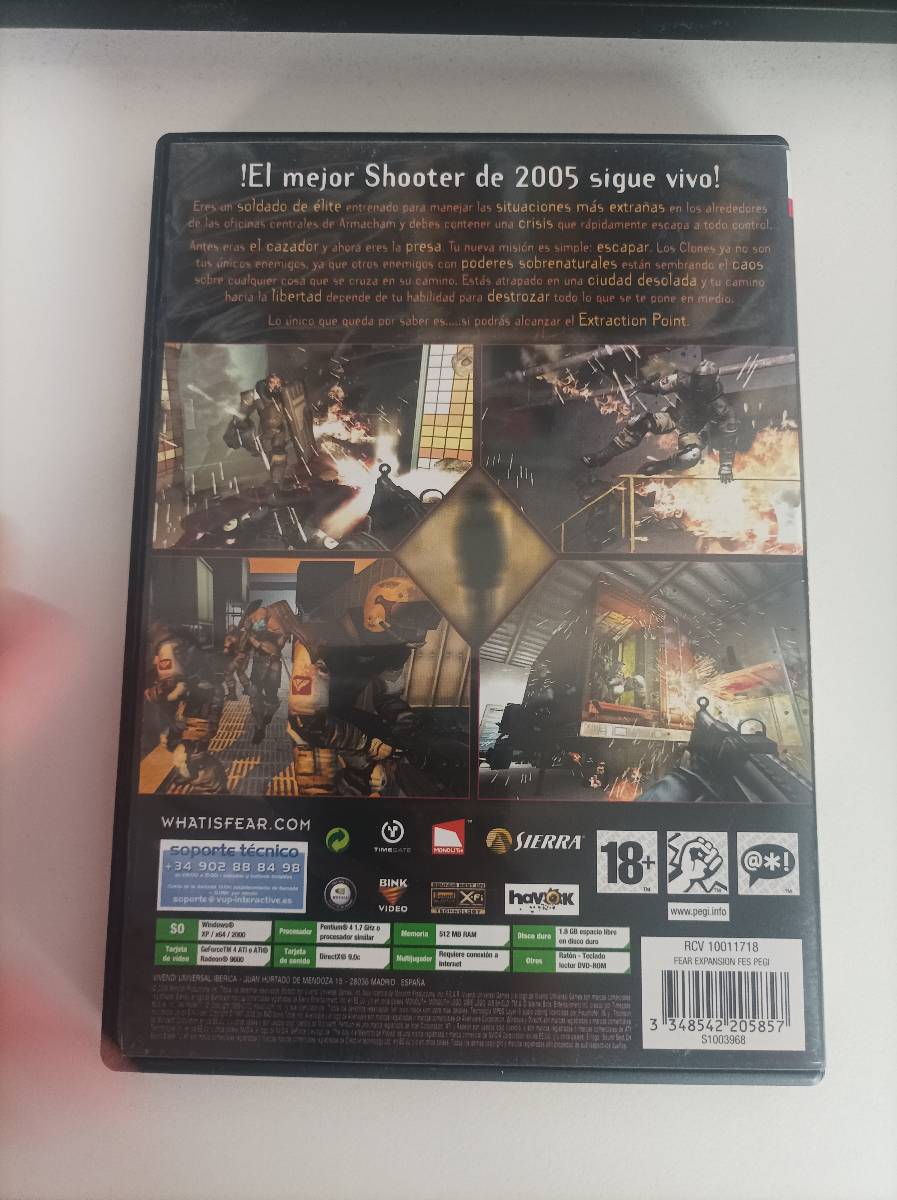 !El mejor Shooter de 2005 sigue vivo!
Eres un soldado de élite entrenado para manejar las situaciones más extrañas en los alrededores
de las oficinas centrales de Armacham y debes contener una crisis que rápidamente escapa a todo control.
Antes eras el cazador y ahora eres la presa. Tu nueva misión es simple: escapar. Los Clones ya no son
tus únicos enemigos, ya que otros enemigos con poderes sobrenaturales están sembrando el caos
sobre cualquier cosa que se cruza en su camino. Estás atrapado en una ciudad desolada y tu camino
hacia la libertad depende de tu habilidad para destrozar todo lo que se te pone en medio.
Lo único que queda por saber es.....si podrás alcanzar el Extraction Point.
WHATISFEAR.COM
TIMEGATE
MONOLITH
SIERRA
18+
@*!
soporte técnico
+34 902 88 84 98
soporte@vup-interactive.es
BINK
VIDEO
X-Fi
TECHNOLOGY
havok
www.pegi.info
SO
Windows®
XP / x64 / 2000
Procesador
Pentium® 4 1.7 GHz o
procesador similar
Memoria
512 MB RAM
Disco duro
1.8 GB espacio libre
en disco duro
Tarjeta
de video
GeForceTM 4 ATI o ATI®
Radeon® 9000
Tarjeta
de sonido
DirectX® 9.0c
Multijugador
Requiere conexión a
Internet
Otros
Ratón - Teclado
lector DVD-ROM
VIVENDI UNIVERSAL IBERICA - JUAN HURTADO DE MENDOZA 15 - 28036 MADRID - ESPAÑA
RCV 10011718
FEAR EXPANSION FES PEGI
3 348542 205857
S1003968